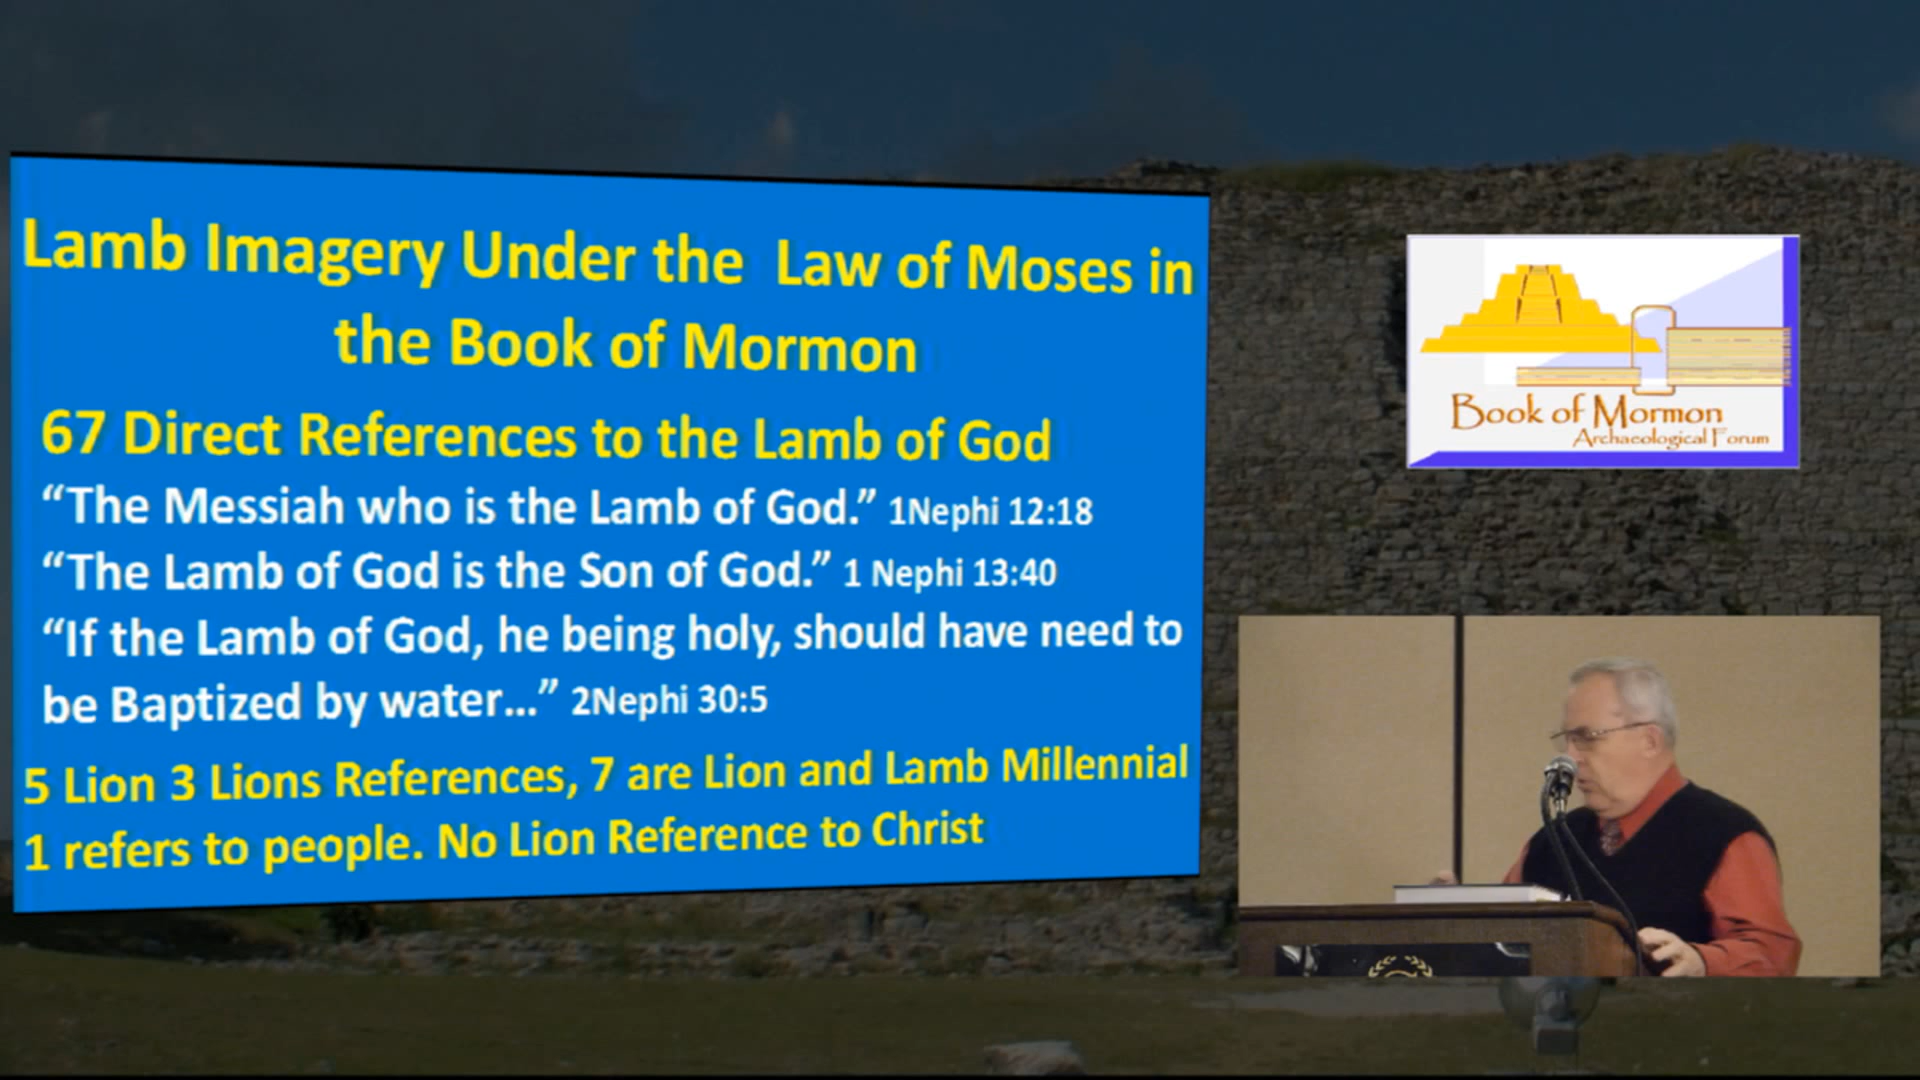 Lamb Imagery Under the Law of Moses in
the Book of Mormon
67 Direct References to the Lamb of God
“The Messiah who is the Lamb of God.” 1Nephi 12:18
“The Lamb of God is the Son of God.” 1 Nephi 13:40
“If the Lamb of God, he being holy, should have need to
be Baptized by water...” 2Nephi 30:5
5 Lion 3 Lions References, 7 are Lion and Lamb Millennial
1 refers to people. No Lion Reference to Christ
Book of Mormon
Archaeological Forum